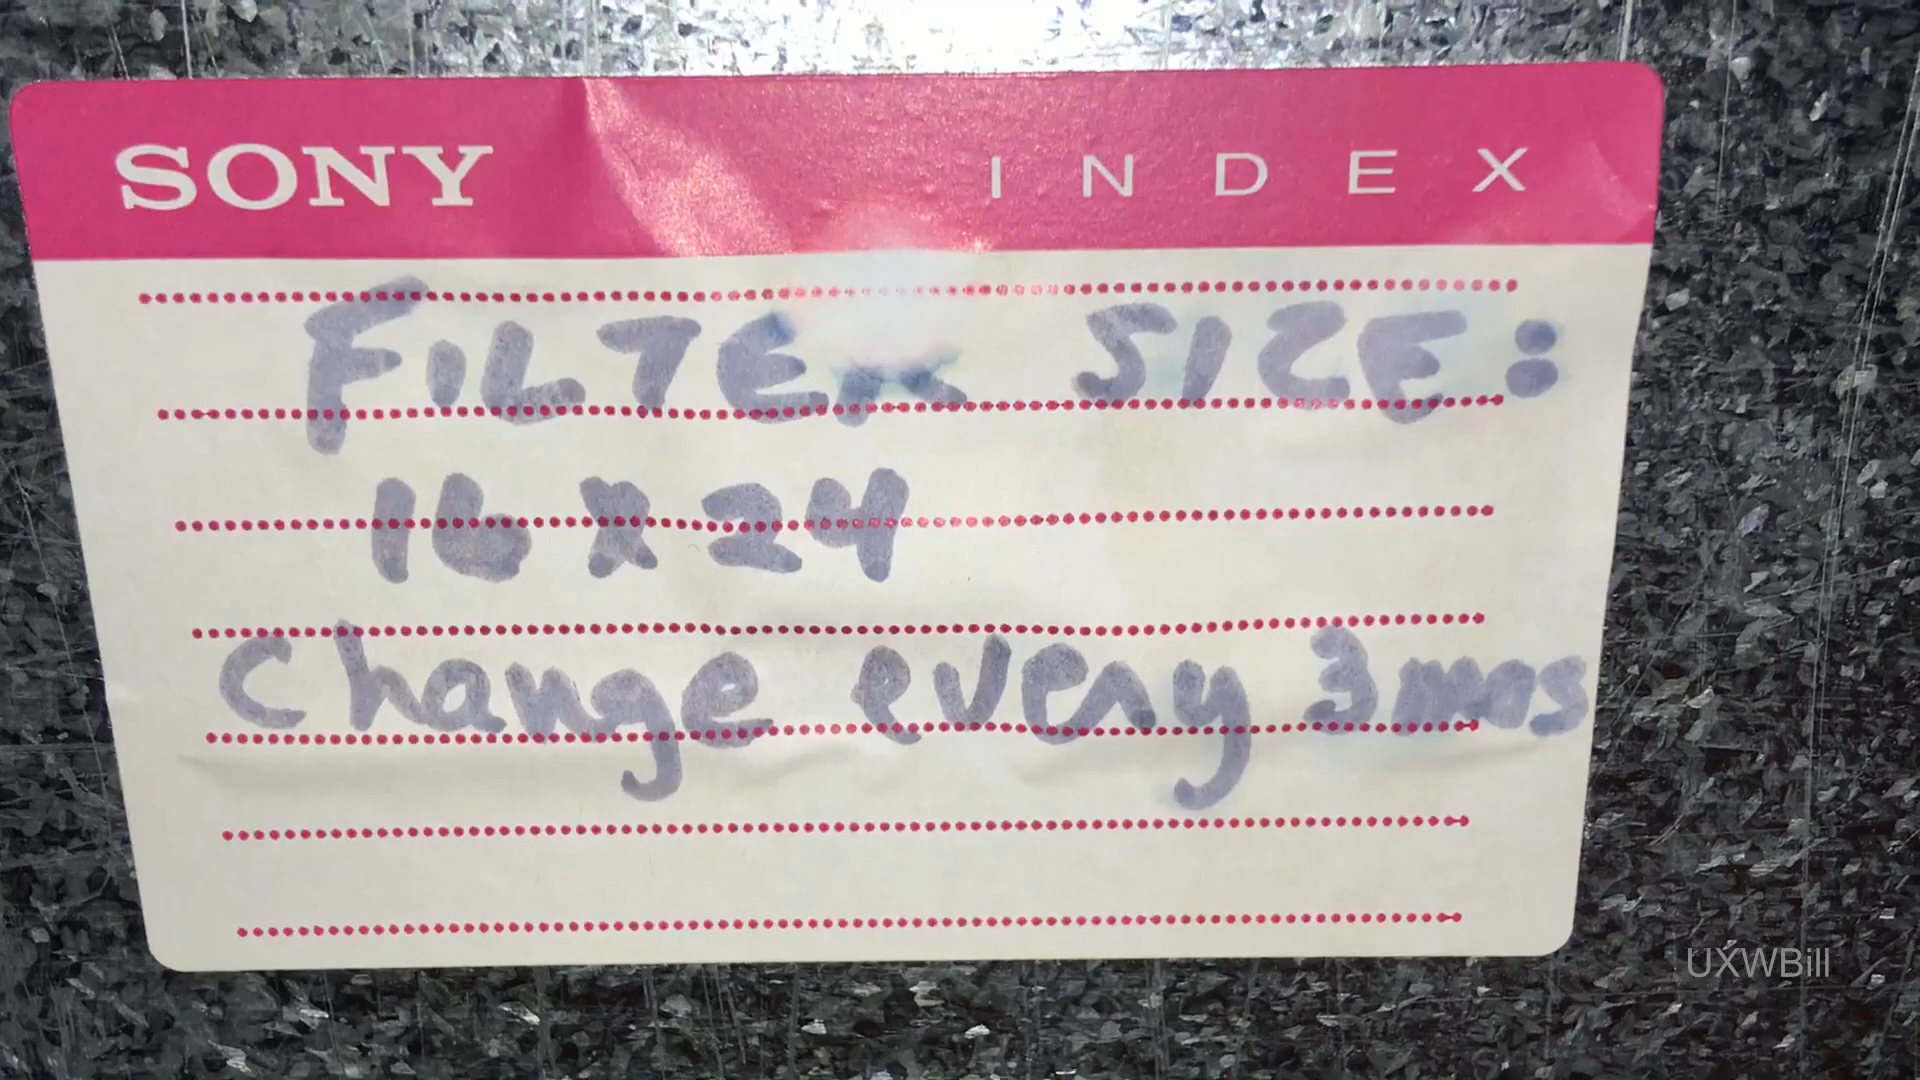 SONY INDEX
FILTER SIZE:
16 X 24
change every 3 mos
UXWBill